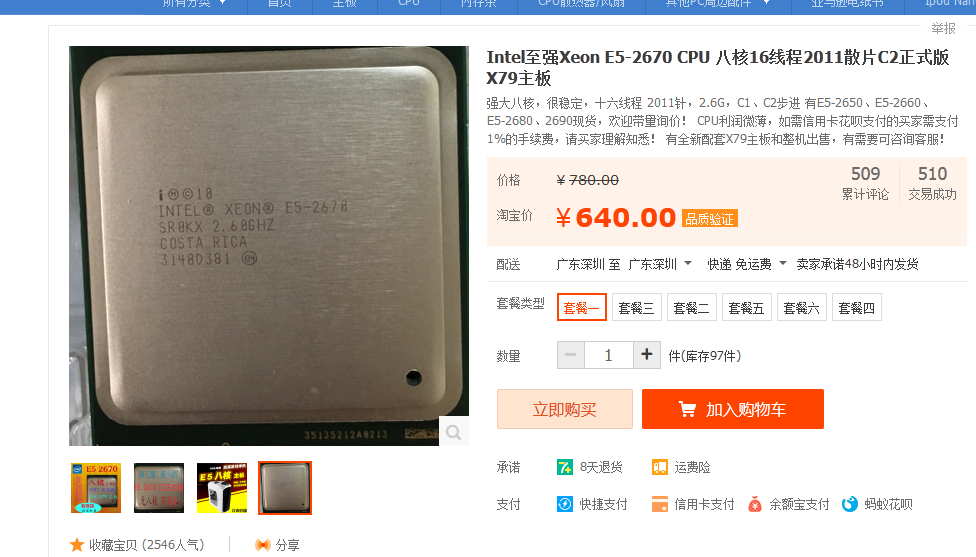 所有分类
首页
主板
CPU
内存条
CPU散热器/风扇
其他PC周边配件
亚马逊电纸书
举报
i Ⓜ © 10
INTEL® XEON® E5-2670
SR0KX 2.60GHZ
COSTA RICA
3148D381
35135212A0213
Intel至强Xeon E5-2670 CPU 八核16线程2011散片C2正式版
X79主板
强大八核，很稳定，十六线程 2011针，2.6G，C1、C2步进 有E5-2650、E5-2660、
E5-2680、2690现货，欢迎带量询价！ CPU利润微薄，如需信用卡花呗支付的买家需支付
1%的手续费，请买家理解知悉！ 有全新配套X79主板和整机出售，有需要可咨询客服！
价格 ¥ 780.00
509 累计评论
510 交易成功
淘宝价 ¥ 640.00 品质验证
配送 广东深圳 至 广东深圳 快递 免运费 卖家承诺48小时内发货
套餐类型 套餐一 套餐三 套餐二 套餐五 套餐六 套餐四
数量 − 1 + 件(库存97件)
立即购买 加入购物车
承诺 7+ 8天退货 运费险
支付 快捷支付 信用卡支付 余额宝支付 蚂蚁花呗
E5 2670
八核
E5 八核
收藏宝贝 (2546人气) 分享